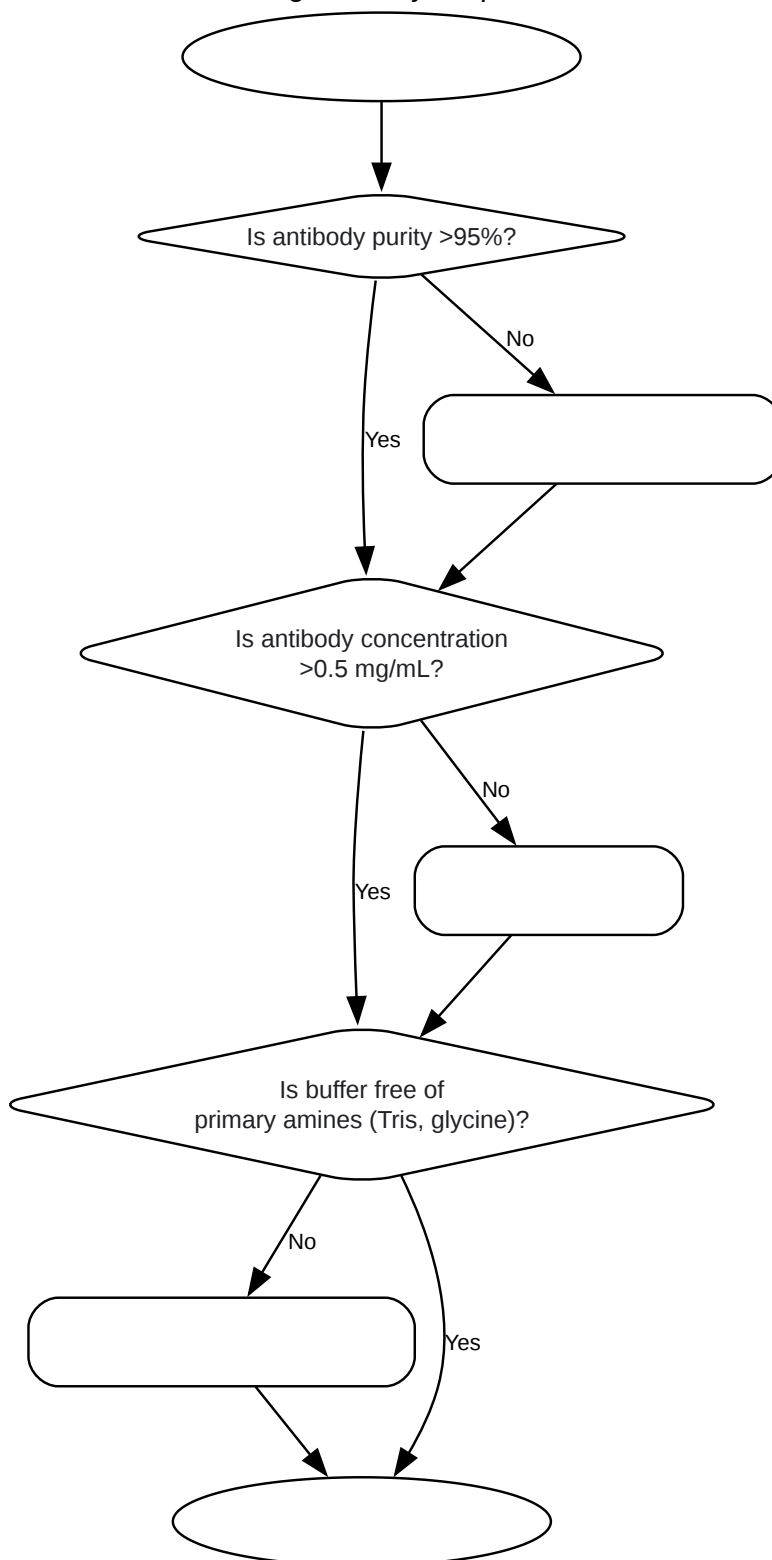 Is antibody purity >95%?
No
Yes
Is antibody concentration
>0.5 mg/mL?
No
Yes
Is buffer free of
primary amines (Tris, glycine)?
No
Yes